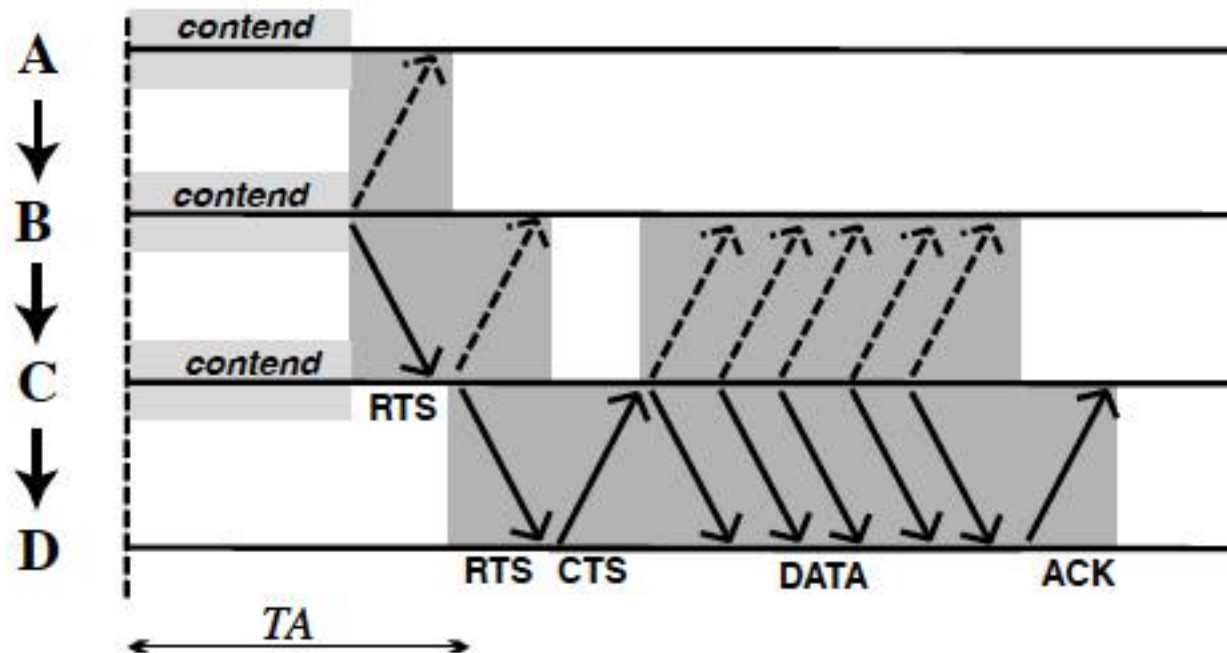 contend
A
contend
B
contend
C
RTS
D
RTS CTS DATA ACK
TA